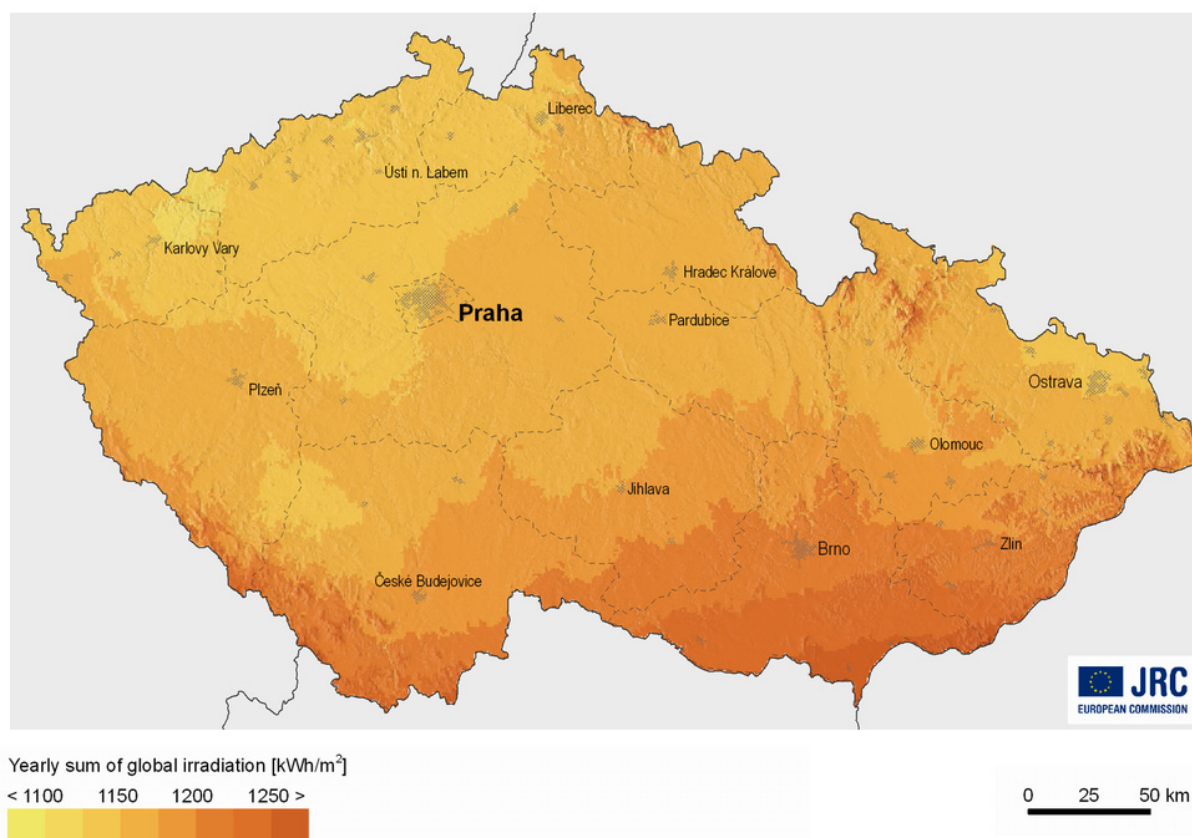 Liberec
Ústí n. Labem
Karlovy Vary
Hradec Králové
Praha
Pardubice
Plzeň
Ostrava
Olomouc
Jihlava
Brno
Zlin
České Budejovice
JRC
EUROPEAN COMMISSION
Yearly sum of global irradiation [kWh/m²]
< 1100 1150 1200 1250 >
0 25 50 km